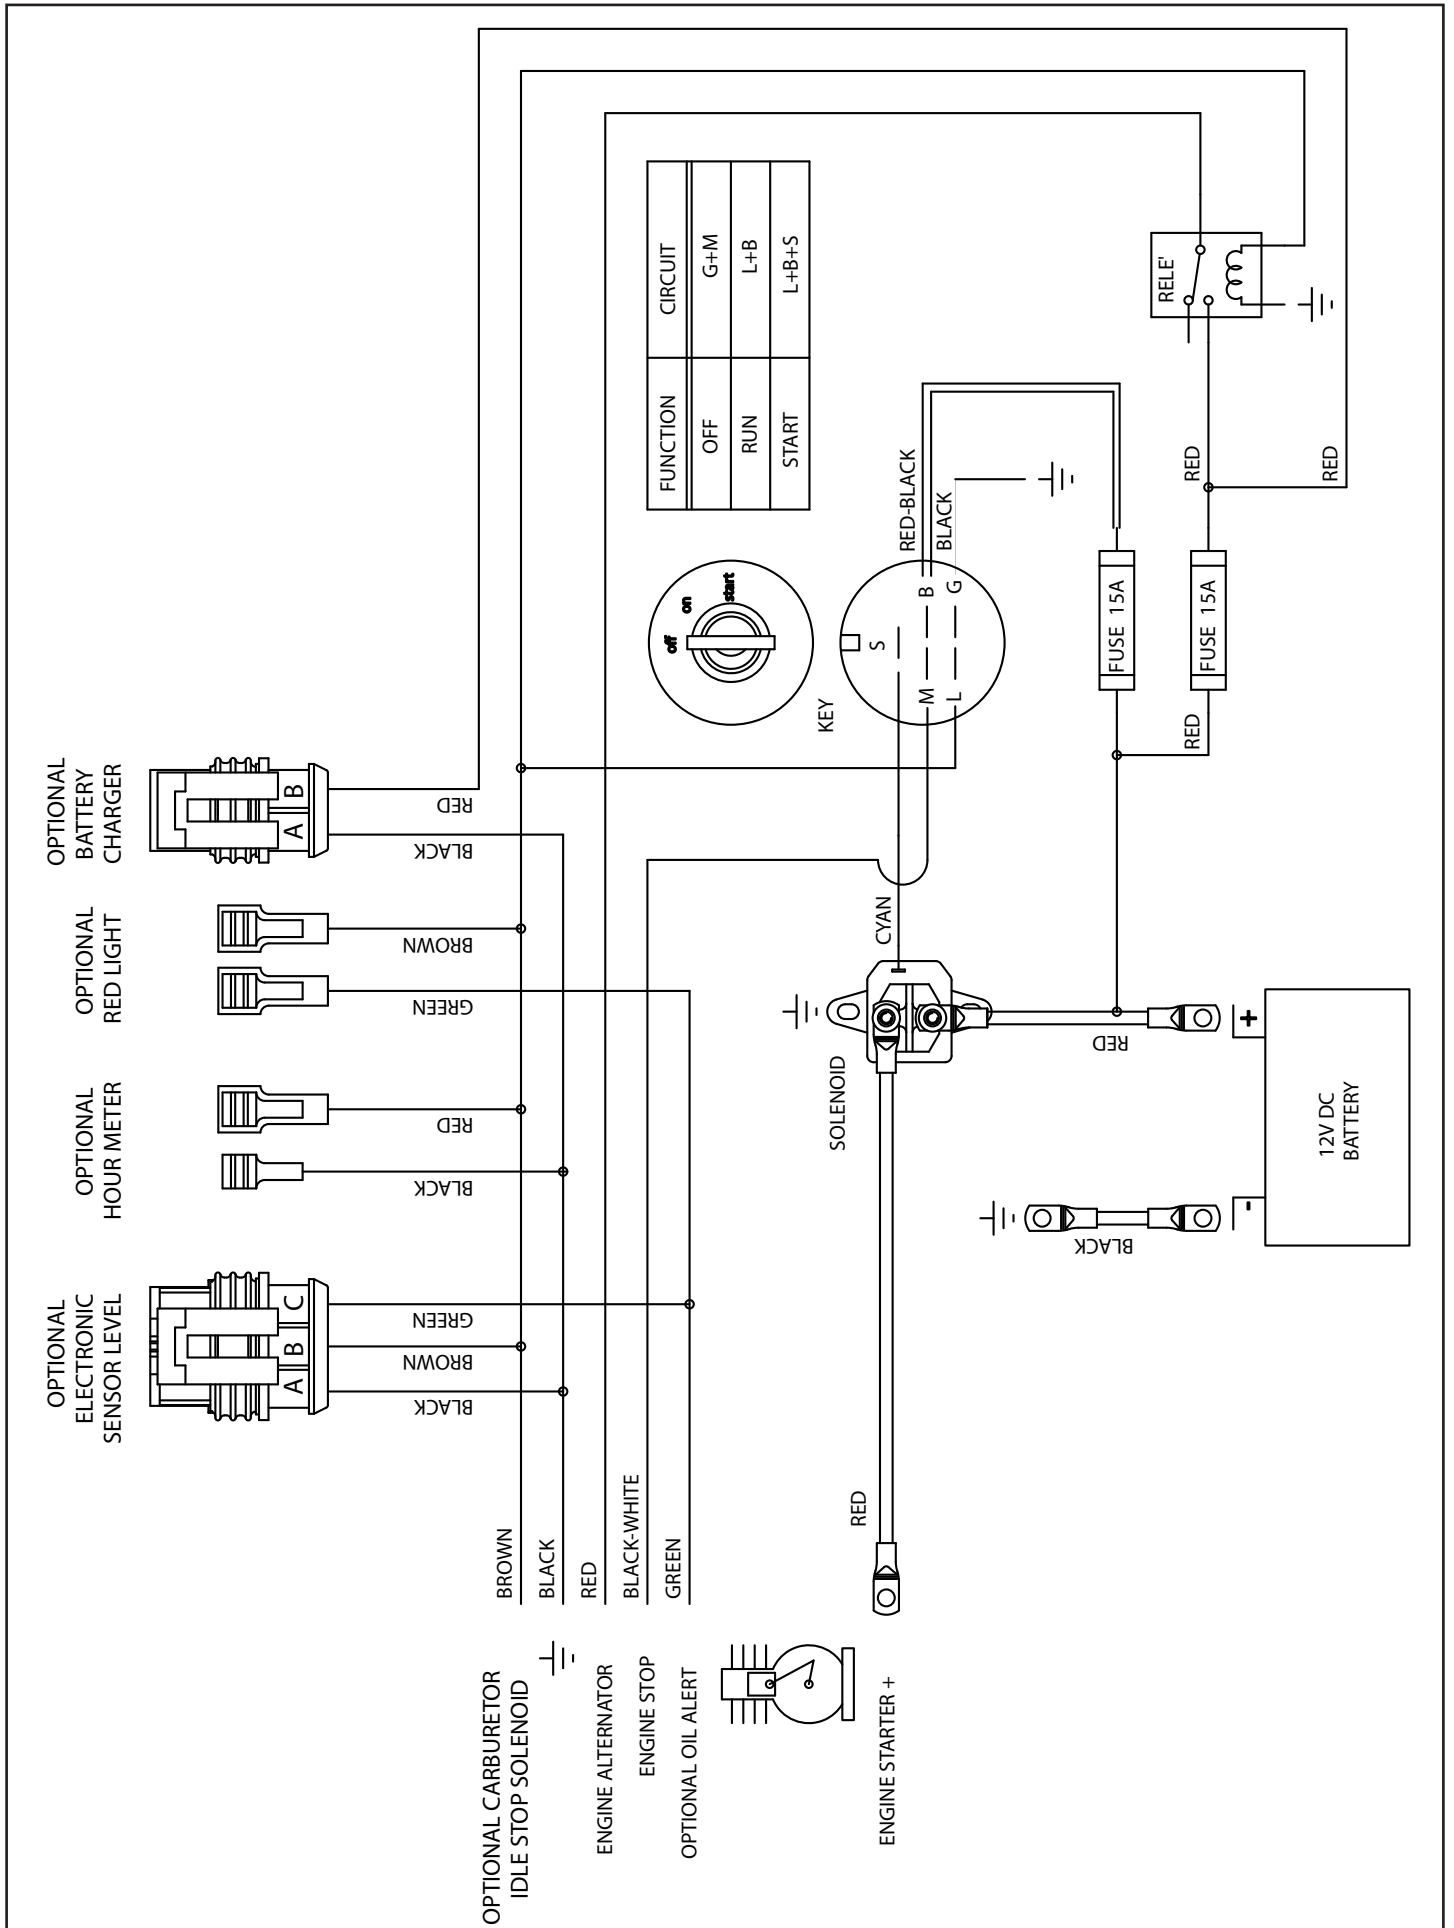 OPTIONAL CARBURETOR
IDLE STOP SOLENOID
ENGINE ALTERNATOR
ENGINE STOP
OPTIONAL OIL ALERT
ENGINE STARTER +
BROWN
BLACK
RED
BLACK-WHITE
GREEN
RED
OPTIONAL
ELECTRONIC
SENSOR LEVEL
A
B
C
BLACK
BROWN
GREEN
OPTIONAL
HOUR METER
BLACK
RED
OPTIONAL
RED LIGHT
GREEN
BROWN
OPTIONAL
BATTERY
CHARGER
A
B
BLACK
RED
SOLENOID
CYAN
KEY
off
on
start
S
M
B
L
G
RED-BLACK
BLACK
FUNCTION
CIRCUIT
OFF
G+M
RUN
L+B
START
L+B+S
RELE'
RED
RED
FUSE 15A
FUSE 15A
RED
RED
BLACK
-
+
12V DC
BATTERY